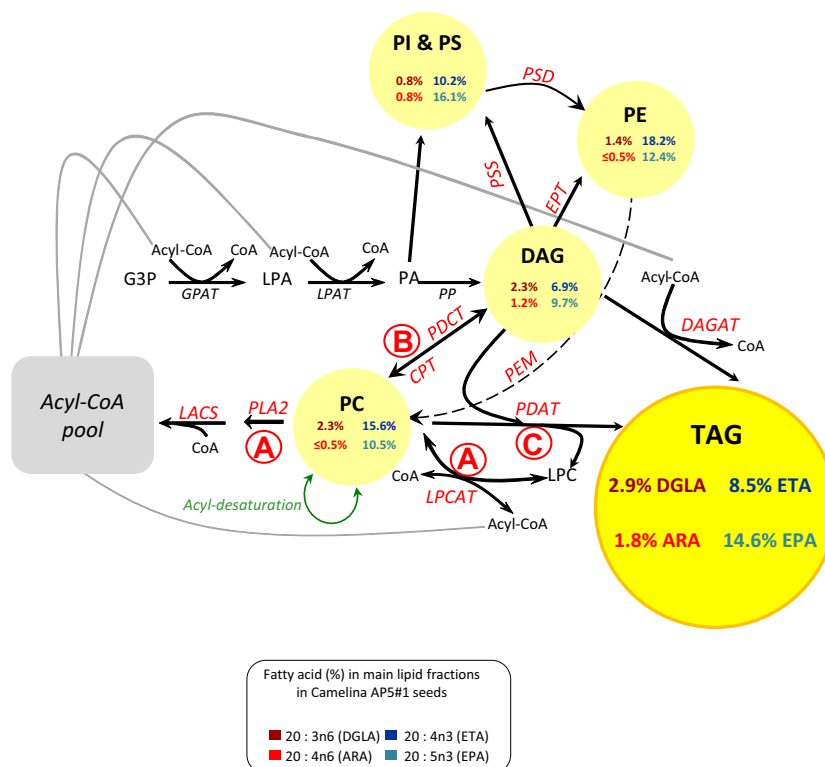 PI & PS
0.8% 10.2%
0.8% 16.1%
PSD
PE
1.4% 18.2%
≤0.5% 12.4%
PSS
EPT
Acyl-CoA CoA
Acyl-CoA CoA
G3P LPA PA
GPAT LPAT PP
DAG
2.3% 6.9%
1.2% 9.7%
Acyl-CoA
DAGAT
CoA
B
PDCT
CPT
PEM
Acyl-CoA
pool
LACS
PLA2
CoA
A
PC
2.3% 15.6%
≤0.5% 10.5%
PDAT
C
A
CoA
LPC
LPCAT
Acyl-CoA
Acyl-desaturation
TAG
2.9% DGLA 8.5% ETA
1.8% ARA 14.6% EPA
Fatty acid (%) in main lipid fractions
in Camelina AP5#1 seeds
20 : 3n6 (DGLA) 20 : 4n3 (ETA)
20 : 4n6 (ARA) 20 : 5n3 (EPA)